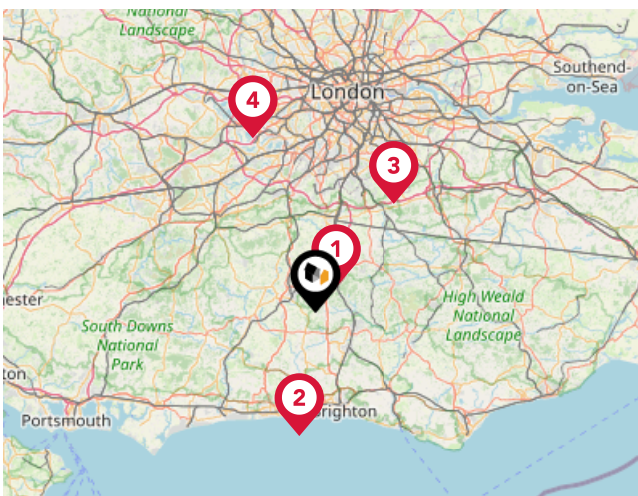 National
Landscape
Southend-
on-Sea
London
4
3
1
High Weald
National
Landscape
South Downs
National
Park
2
Portsmouth